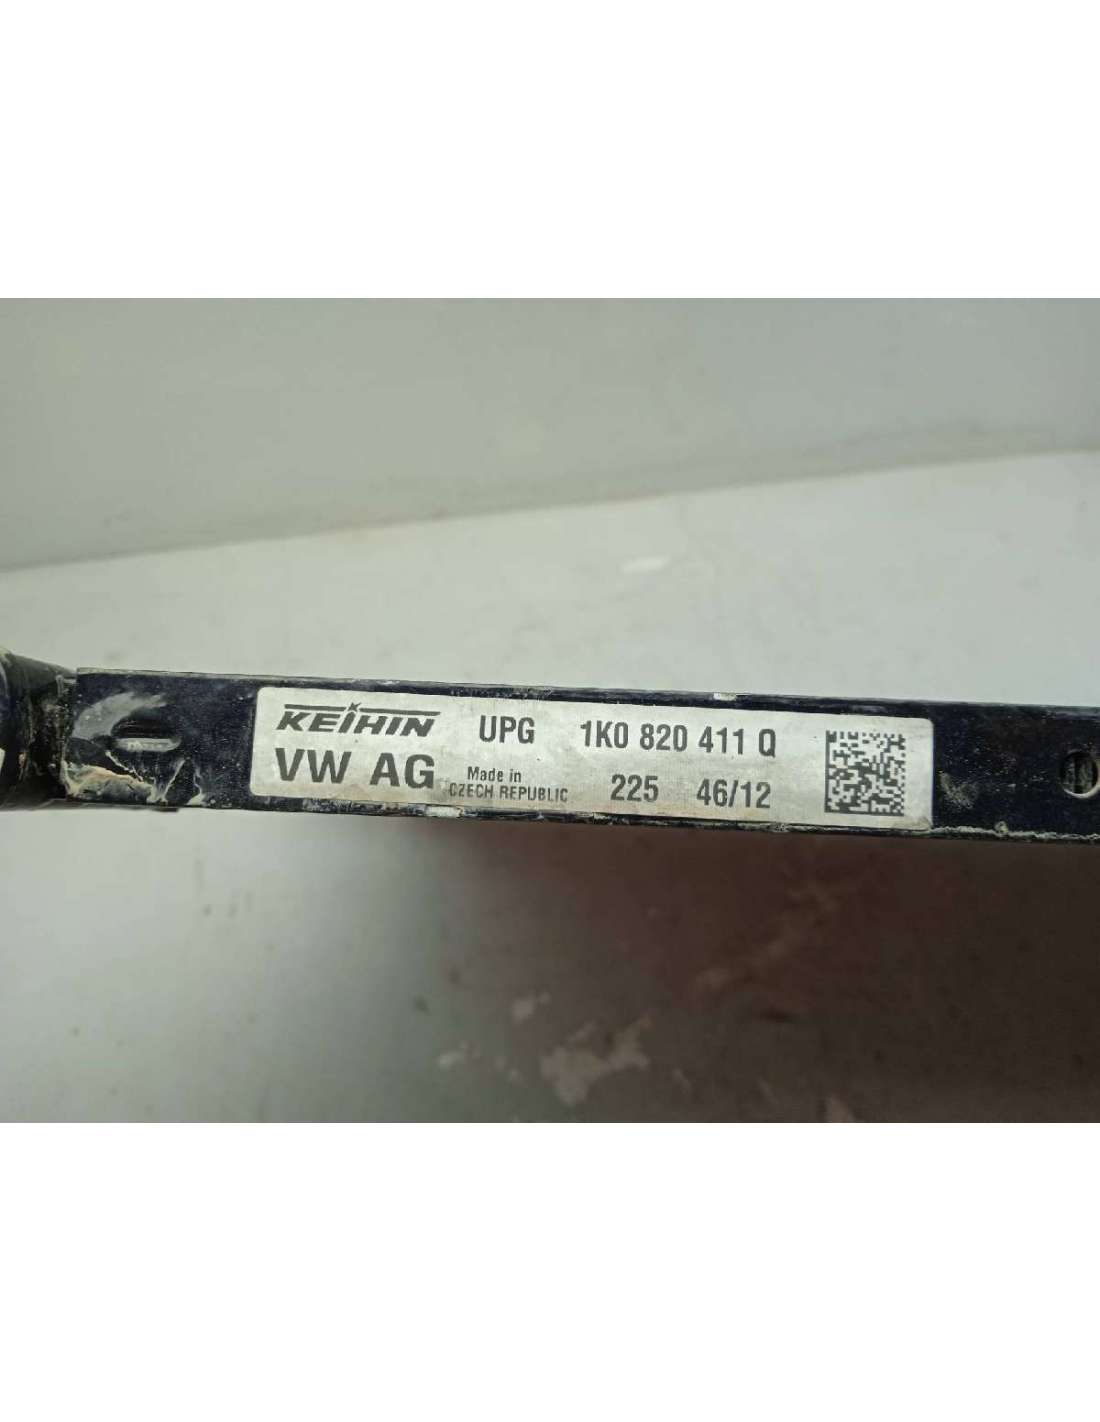 KEIHIN UPG 1K0 820 411 Q
VW AG Made in CZECH REPUBLIC 225 46/12